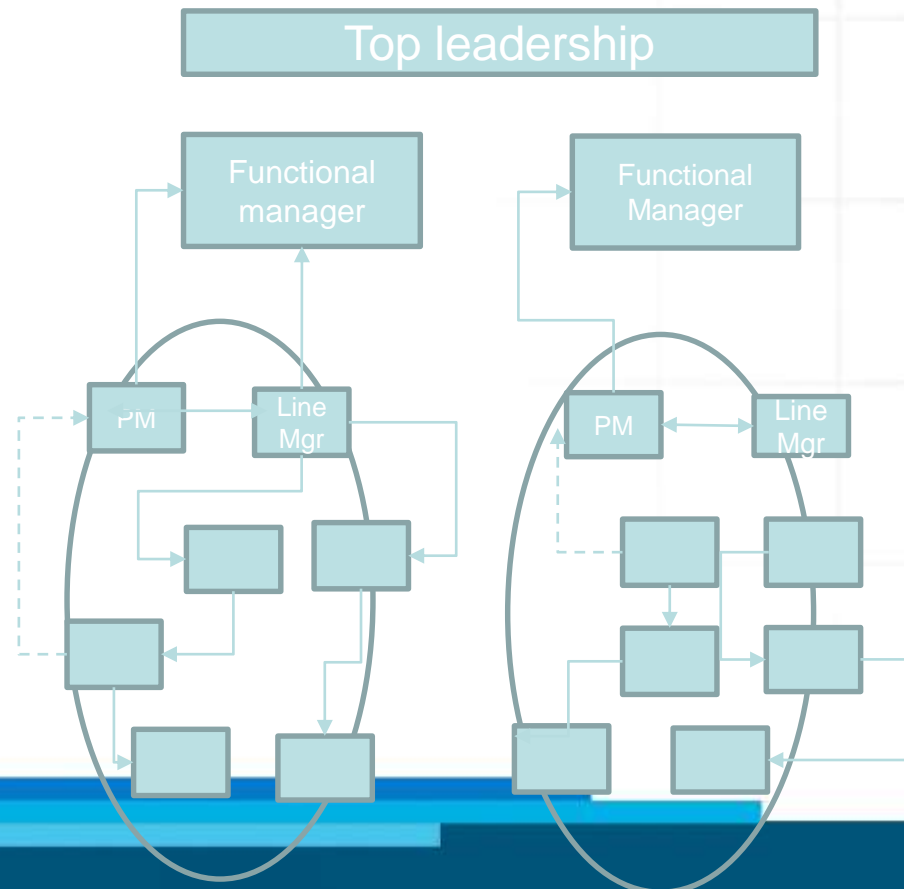 Top leadership
Functional
manager
Functional
Manager
PM
Line
Mgr
PM
Line
Mgr